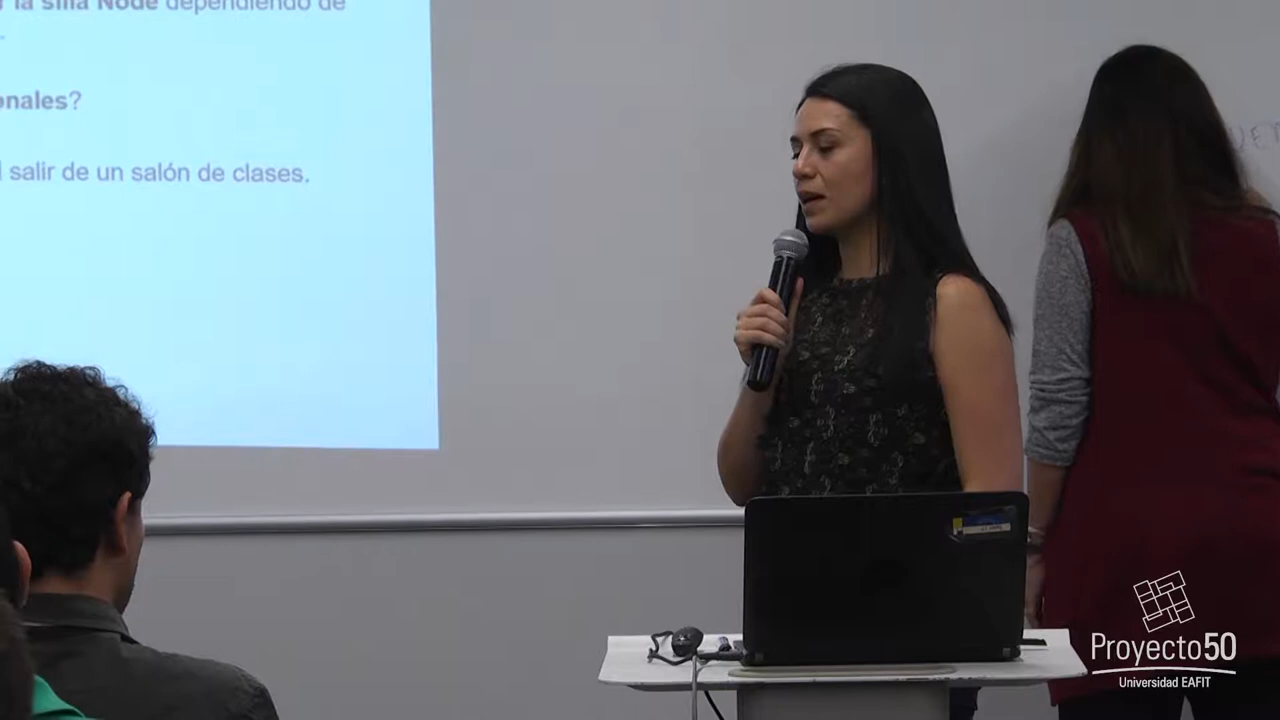 la silla Node dependiendo de
onales?
salir de un salón de clases.
Proyecto50
Universidad EAFIT